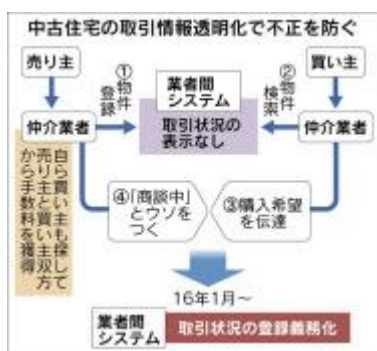 中古住宅の取引情報透明化で不正を防ぐ
売り主
買い主
①物件
登録
業者間
システム
②物件
検索
仲介業者
取引状況の
表示なし
仲介業者
自ら買い主も探して
売り主と買い主双方
から手数料を獲得
④「商談中」
とウソを
つく
③購入希望
を伝達
16年1月~
業者間
システム
取引状況の登録義務化